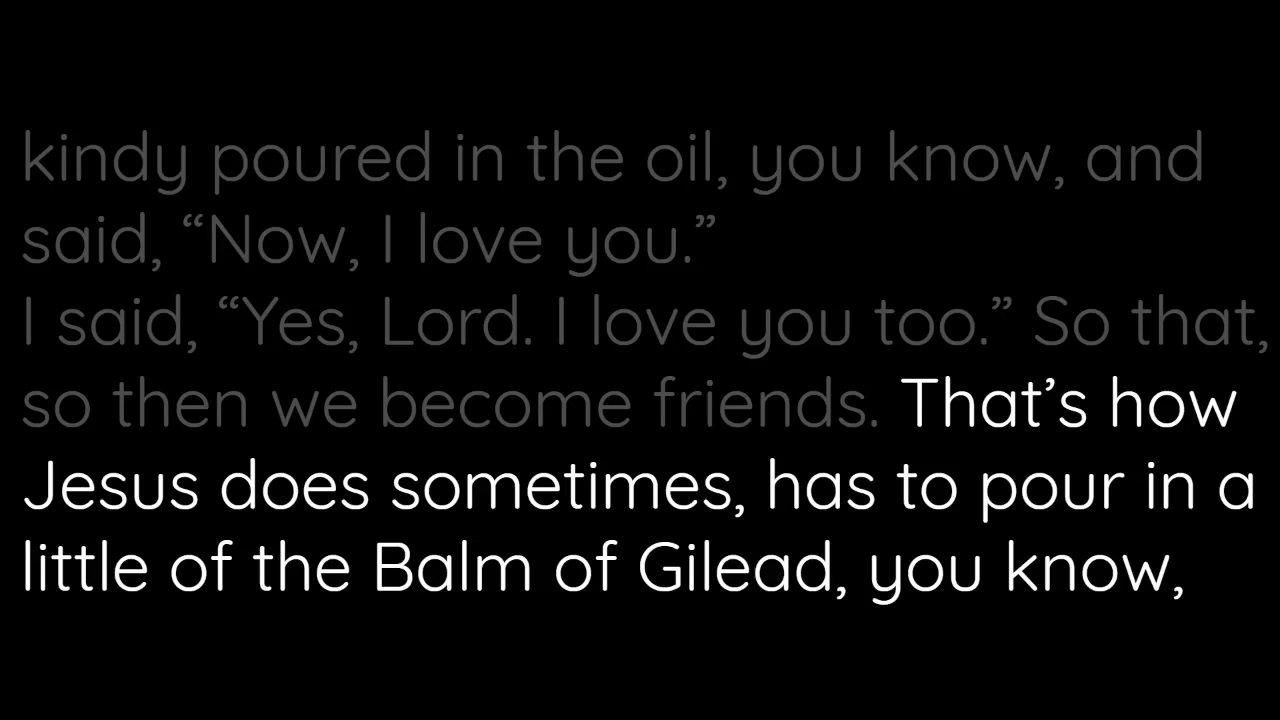 kindy poured in the oil, you know, and
said, “Now, I love you.”
I said, “Yes, Lord. I love you too.” So that,
so then we become friends. That’s how
Jesus does sometimes, has to pour in a
little of the Balm of Gilead, you know,